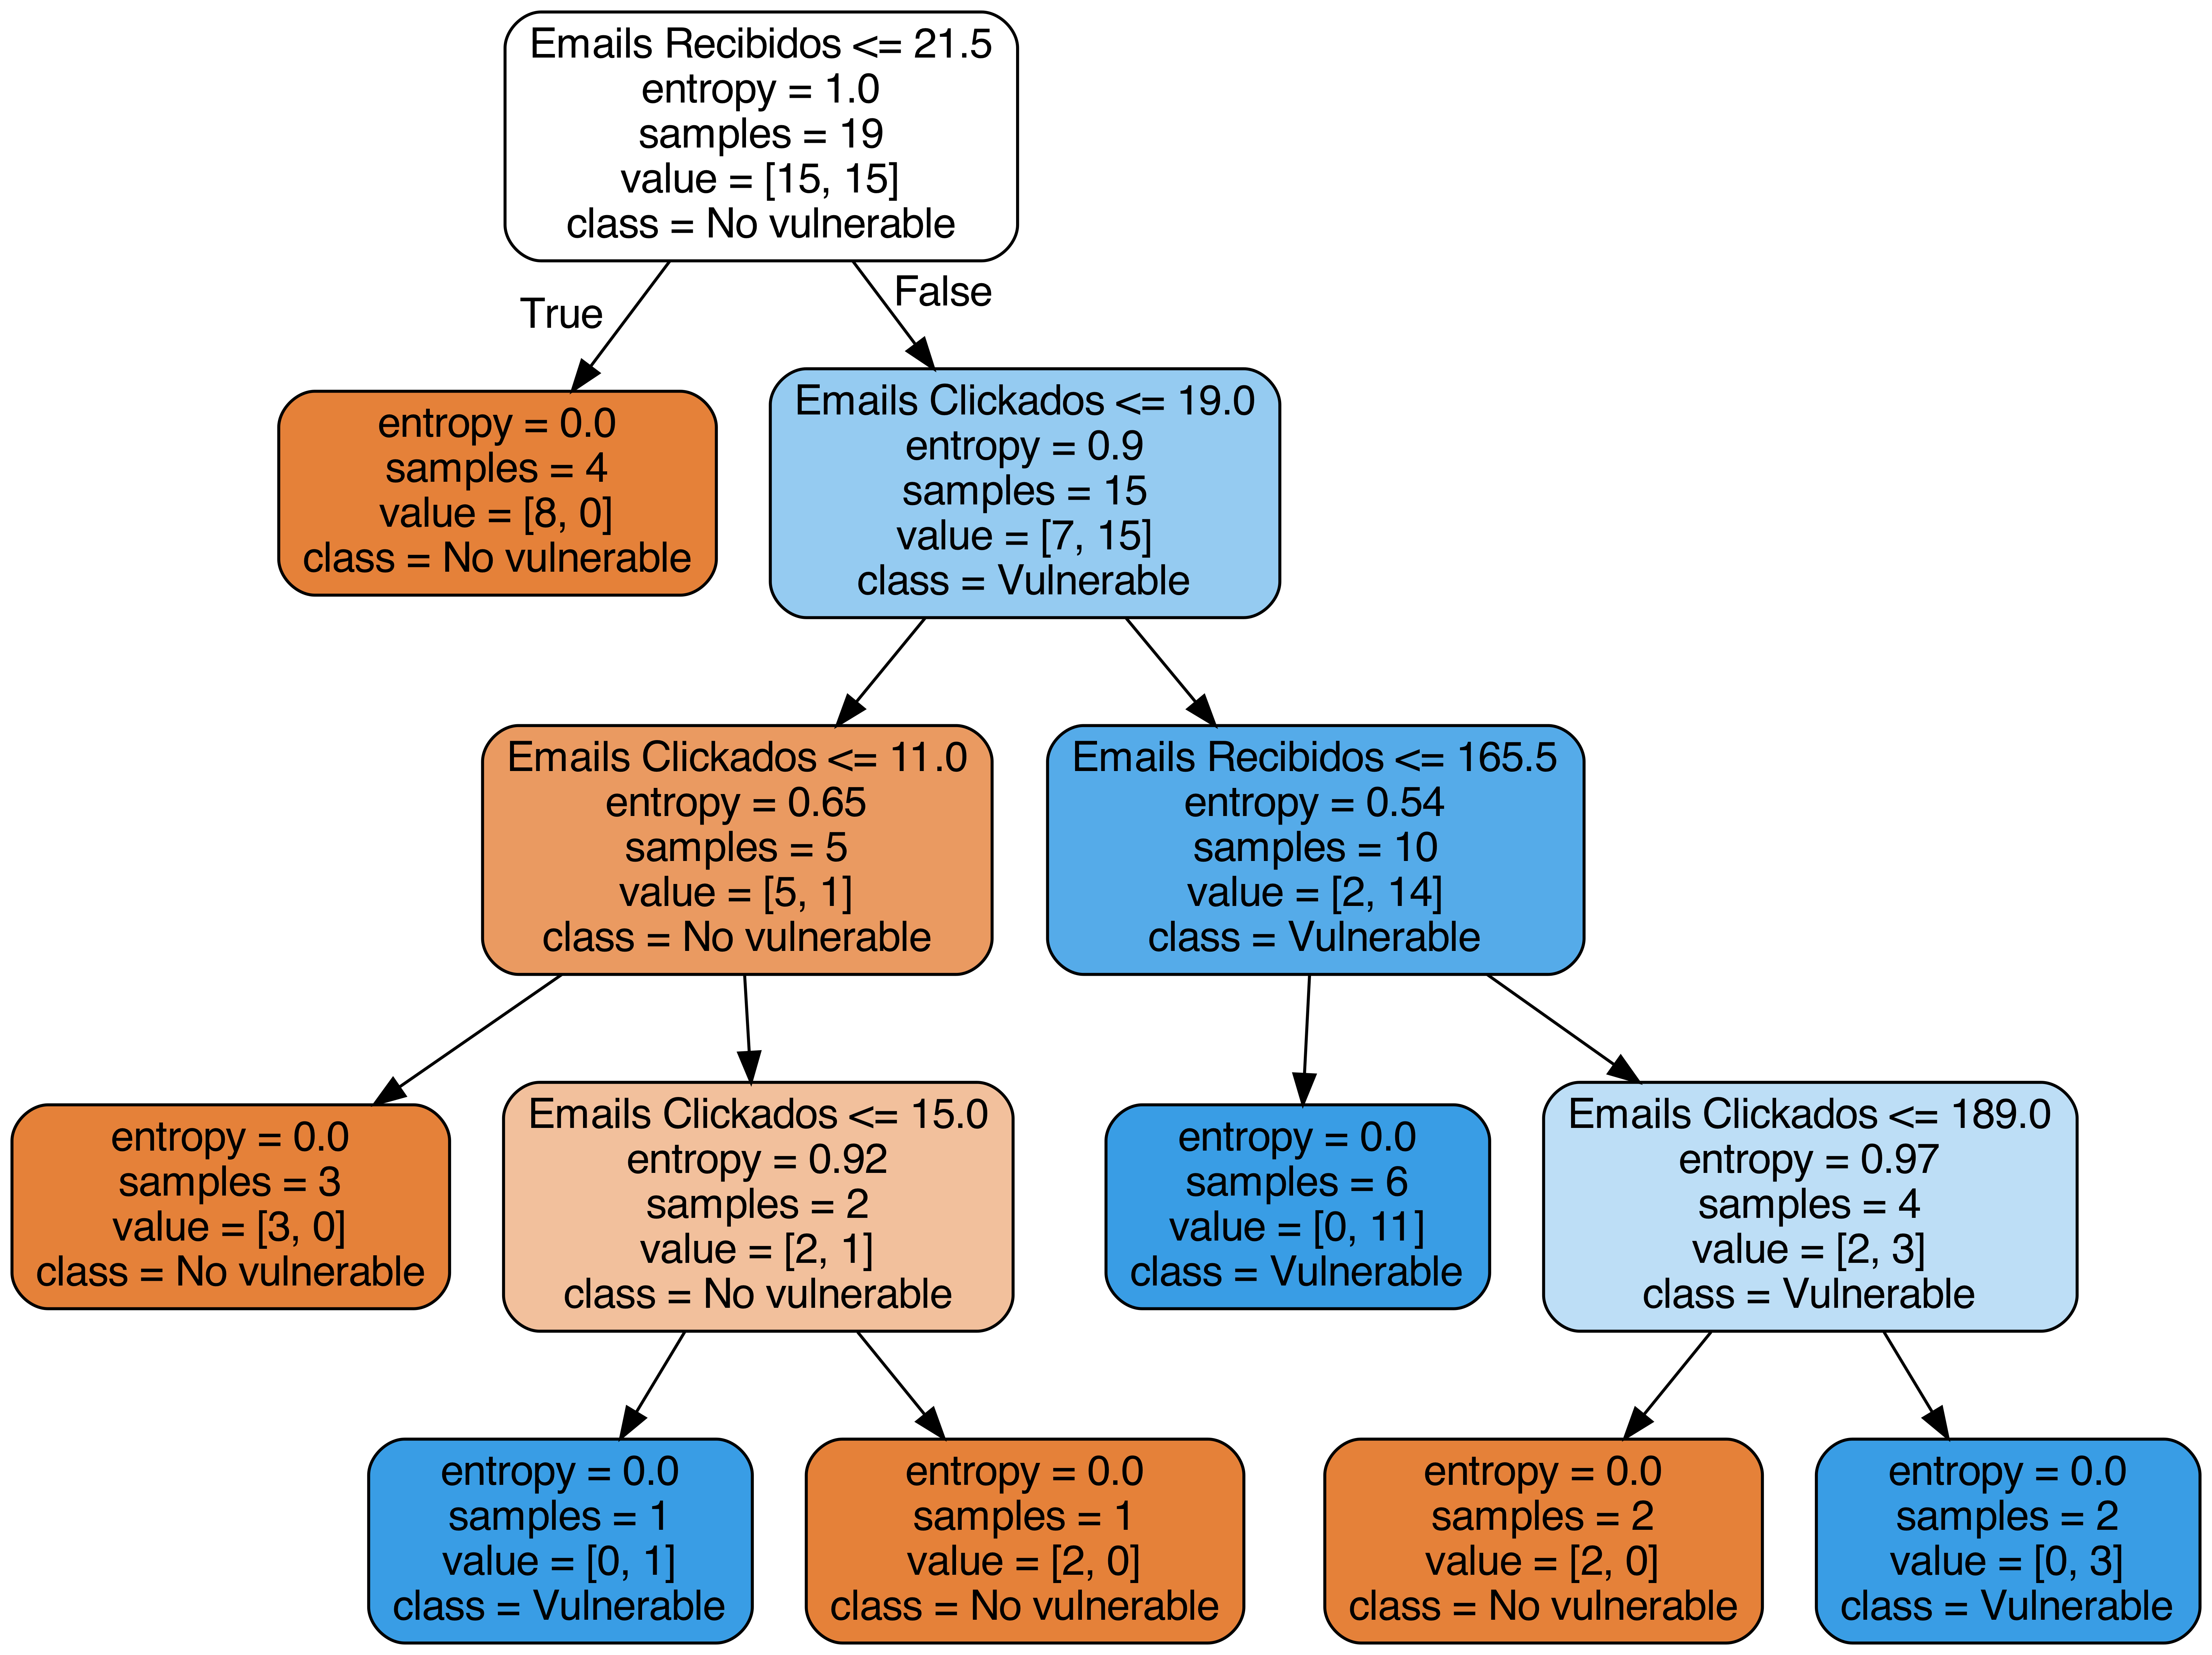 Emails Recibidos <= 21.5
entropy = 1.0
samples = 19
value = [15, 15]
class = No vulnerable
True
False
entropy = 0.0
samples = 4
value = [8, 0]
class = No vulnerable
Emails Clickados <= 19.0
entropy = 0.9
samples = 15
value = [7, 15]
class = Vulnerable
Emails Clickados <= 11.0
entropy = 0.65
samples = 5
value = [5, 1]
class = No vulnerable
Emails Recibidos <= 165.5
entropy = 0.54
samples = 10
value = [2, 14]
class = Vulnerable
entropy = 0.0
samples = 3
value = [3, 0]
class = No vulnerable
Emails Clickados <= 15.0
entropy = 0.92
samples = 2
value = [2, 1]
class = No vulnerable
entropy = 0.0
samples = 6
value = [0, 11]
class = Vulnerable
Emails Clickados <= 189.0
entropy = 0.97
samples = 4
value = [2, 3]
class = Vulnerable
entropy = 0.0
samples = 1
value = [0, 1]
class = Vulnerable
entropy = 0.0
samples = 1
value = [2, 0]
class = No vulnerable
entropy = 0.0
samples = 2
value = [2, 0]
class = No vulnerable
entropy = 0.0
samples = 2
value = [0, 3]
class = Vulnerable